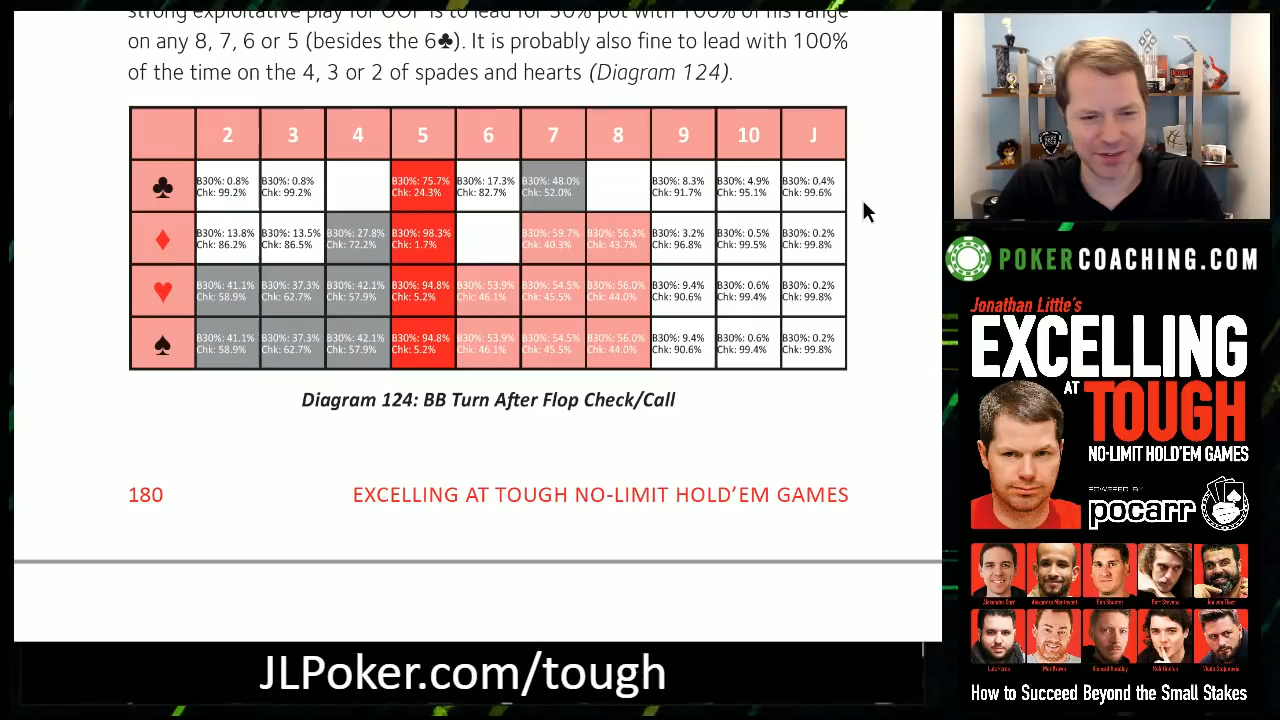 strong exploitative play for OOP is to lead for 30% pot with 100% of his range
on any 8, 7, 6 or 5 (besides the 6♣). It is probably also fine to lead with 100%
of the time on the 4, 3 or 2 of spades and hearts (Diagram 124).
2 3 4 5 6 7 8 9 10 J
♣ B30%: 0.8% B30%: 0.8% B30%: 75.7% B30%: 17.3% B30%: 48.0% B30%: 8.3% B30%: 4.9% B30%: 0.4%
Chk: 99.2% Chk: 99.2% Chk: 24.3% Chk: 82.7% Chk: 52.0% Chk: 91.7% Chk: 95.1% Chk: 99.6%
♦ B30%: 13.8% B30%: 13.5% B30%: 27.8% B30%: 98.3% B30%: 59.7% B30%: 56.3% B30%: 3.2% B30%: 0.5% B30%: 0.2%
Chk: 86.2% Chk: 86.5% Chk: 72.2% Chk: 1.7% Chk: 40.3% Chk: 43.7% Chk: 96.8% Chk: 99.5% Chk: 99.8%
♥ B30%: 41.1% B30%: 37.3% B30%: 42.1% B30%: 94.8% B30%: 53.9% B30%: 54.5% B30%: 56.0% B30%: 9.4% B30%: 0.6% B30%: 0.2%
Chk: 58.9% Chk: 62.7% Chk: 57.9% Chk: 5.2% Chk: 46.1% Chk: 45.5% Chk: 44.0% Chk: 90.6% Chk: 99.4% Chk: 99.8%
♠ B30%: 41.1% B30%: 37.3% B30%: 42.1% B30%: 94.8% B30%: 53.9% B30%: 54.5% B30%: 56.0% B30%: 9.4% B30%: 0.6% B30%: 0.2%
Chk: 58.9% Chk: 62.7% Chk: 57.9% Chk: 5.2% Chk: 46.1% Chk: 45.5% Chk: 44.0% Chk: 90.6% Chk: 99.4% Chk: 99.8%
Diagram 124: BB Turn After Flop Check/Call
180 EXCELLING AT TOUGH NO-LIMIT HOLD'EM GAMES
JLPoker.com/tough
POKERCOACHING.COM
Jonathan Little's
EXCELLING
AT TOUGH
NO-LIMIT HOLD'EM GAMES
POWERED BY
pocarr
Alexander Carr Alexandre Mantovani
How to Succeed Beyond the Small Stakes